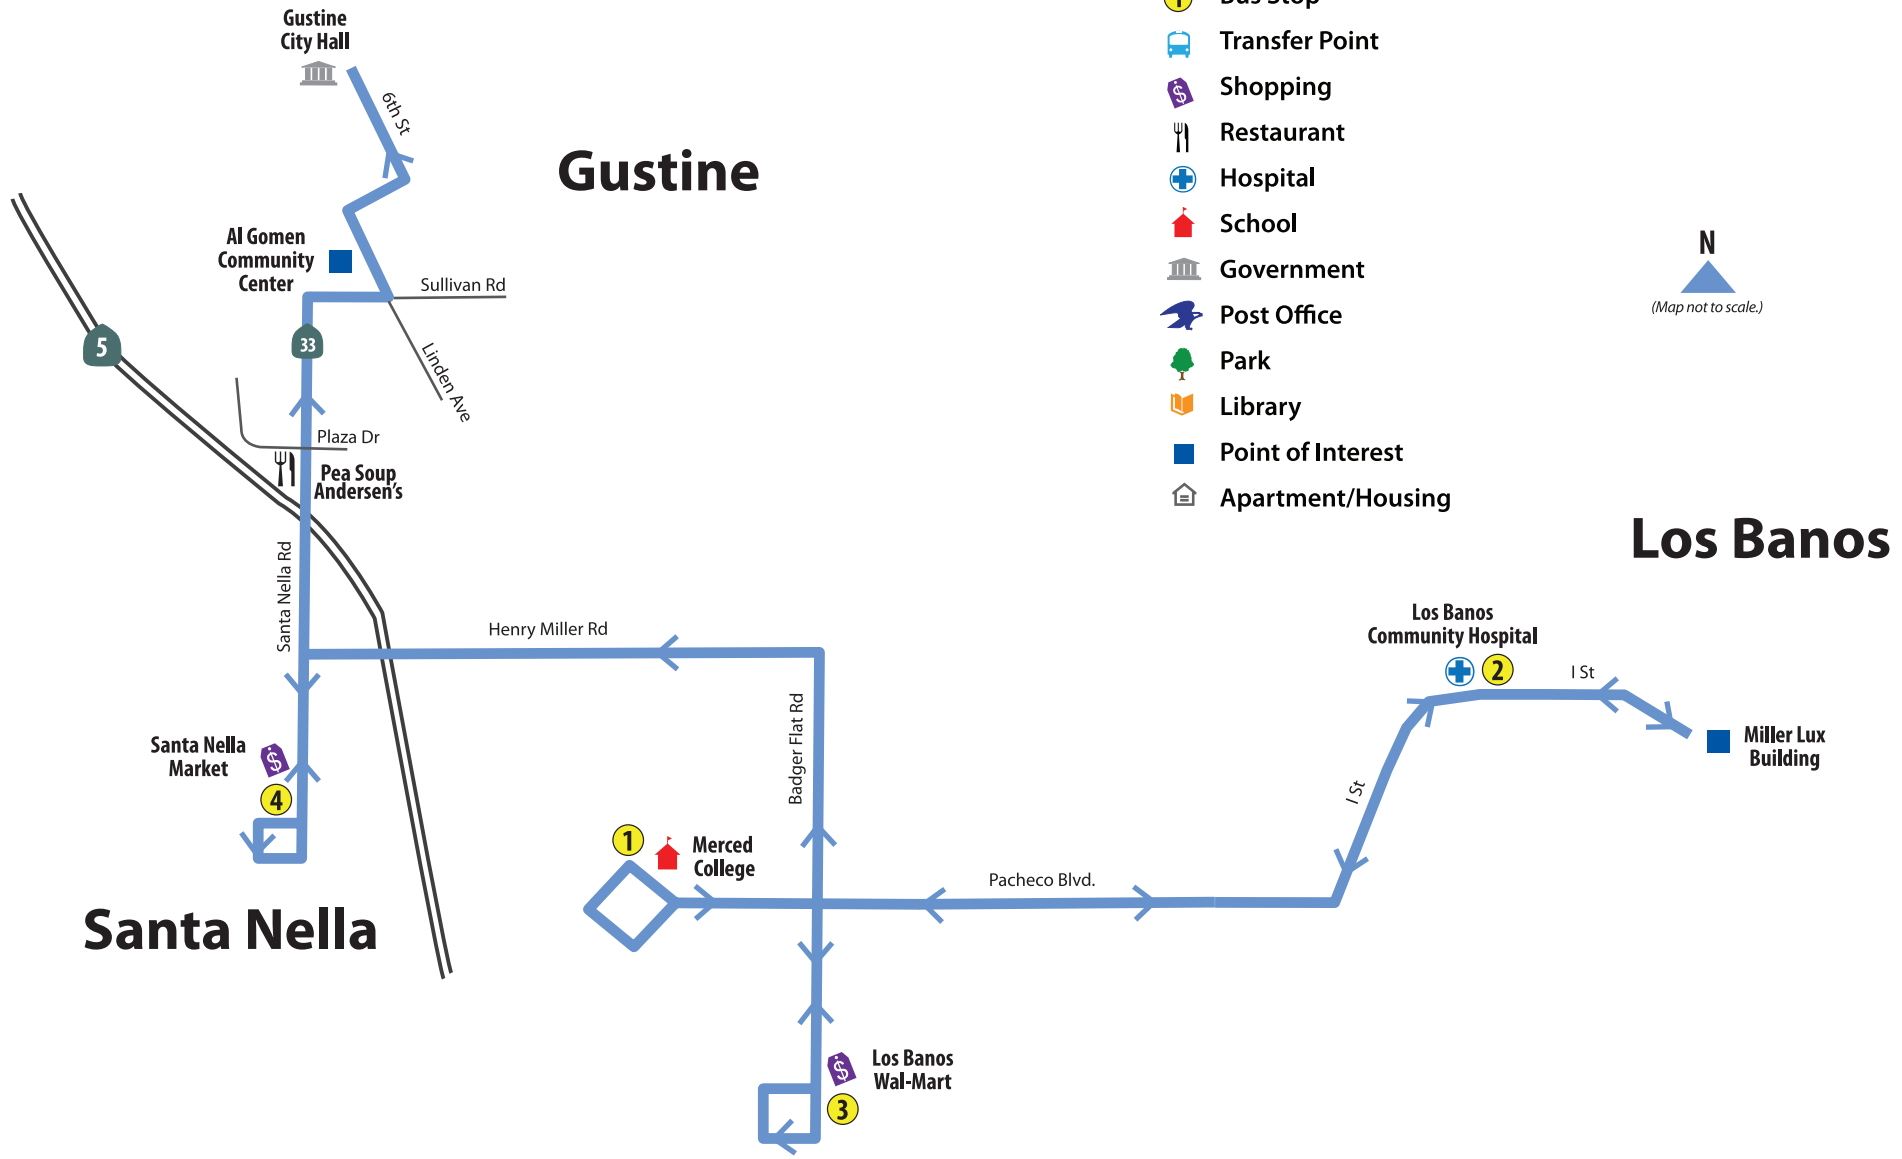 Gustine
City Hall
6th St
Gustine
1
Bus Stop
Transfer Point
Shopping
Restaurant
Hospital
School
Government
Post Office
Park
Library
Point of Interest
Apartment/Housing
N
(Map not to scale.)
Al Gomen
Community
Center
Sullivan Rd
5
33
Linden Ave
Plaza Dr
Pea Soup
Andersen's
Santa Nella Rd
Henry Miller Rd
Los Banos
Los Banos
Community Hospital
2
I St
Miller Lux
Building
I St
Santa Nella
Market
4
Badger Flat Rd
1
Merced
College
Pacheco Blvd.
Santa Nella
Los Banos
Wal-Mart
3